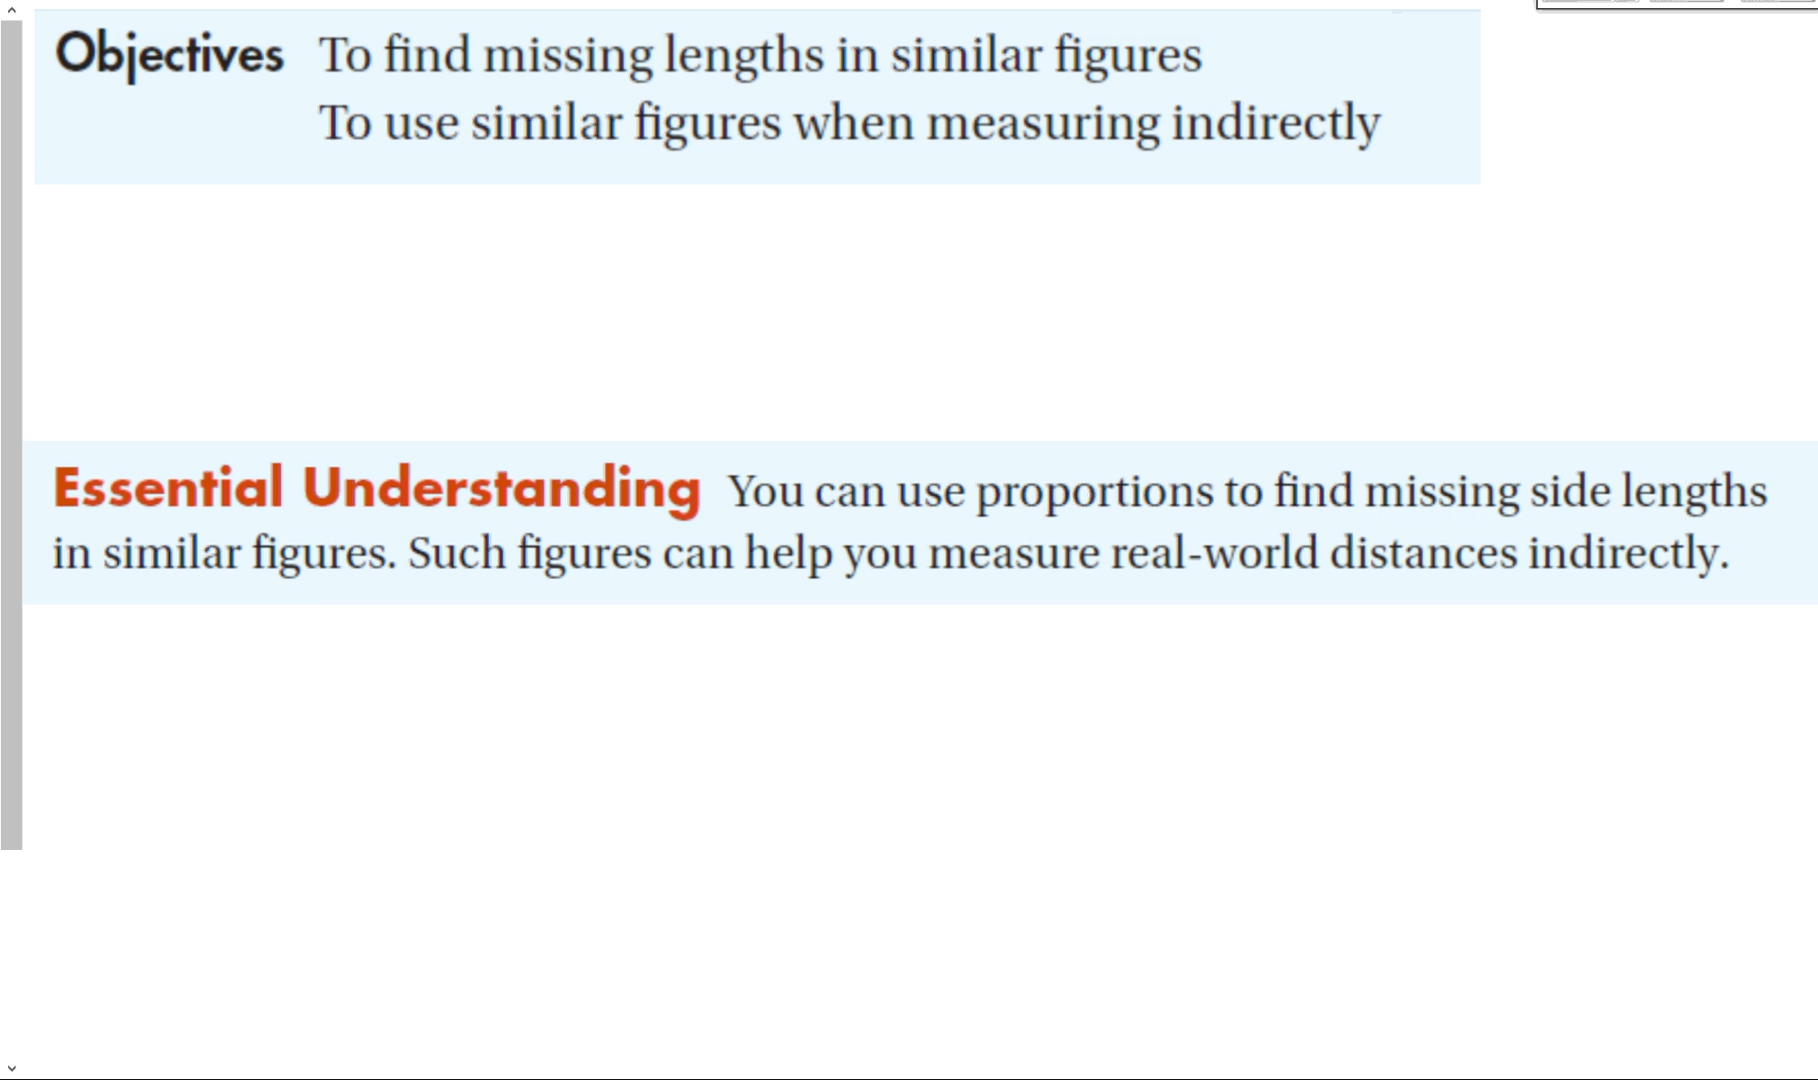 Objectives To find missing lengths in similar figures
To use similar figures when measuring indirectly
Essential Understanding You can use proportions to find missing side lengths
in similar figures. Such figures can help you measure real-world distances indirectly.